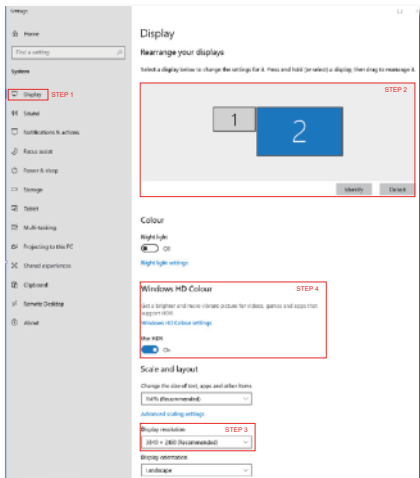 Settings
Home
Find a setting
System
Display
STEP 1
Sound
Notifications & actions
Focus assist
Power & sleep
Storage
Tablet
Multi-tasking
Projecting to this PC
Shared experiences
Clipboard
Remote Desktop
About
Display
Rearrange your displays
Select a display below to change the settings for it. Press and hold (or select) a display, then drag to rearrange it.
STEP 2
1
2
Identify
Detect
Colour
Night light
Off
Night light settings
STEP 4
Windows HD Colour
Get a brighter and more vibrant picture for videos, games and apps that
support HDR.
Windows HD Colour settings
Use HDR
On
Scale and layout
Change the size of text, apps and other items
(Recommended)
Advanced scaling settings
Display resolution
STEP 3
3840 × 2160 (Recommended)
Display orientation
Landscape